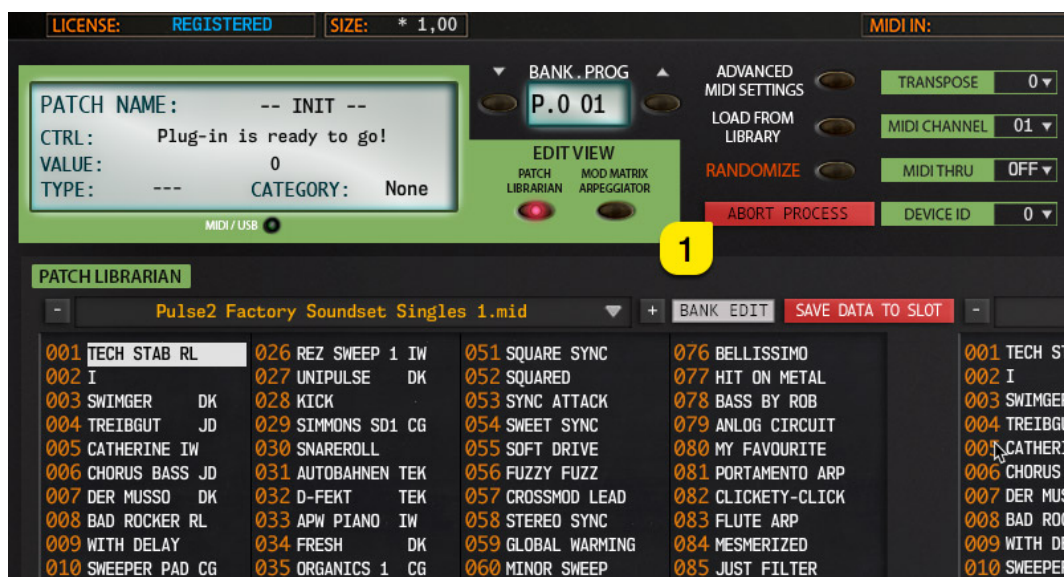 LICENSE: REGISTERED SIZE: * 1,00 MIDI IN:
PATCH NAME: -- INIT --
CTRL: Plug-in is ready to go!
VALUE: 0
TYPE: --- CATEGORY: None
MIDI / USB
BANK . PROG
P.0 01
EDIT VIEW
PATCH LIBRARIAN
MOD MATRIX ARPEGGIATOR
ADVANCED
MIDI SETTINGS
LOAD FROM
LIBRARY
RANDOMIZE
ABORT PROCESS
TRANSPOSE 0
MIDI CHANNEL 01
MIDI THRU OFF
DEVICE ID 0
1
PATCH LIBRARIAN
- Pulse2 Factory Soundset Singles 1.mid + BANK EDIT SAVE DATA TO SLOT -
001 TECH STAB RL 026 REZ SWEEP 1 IW 051 SQUARE SYNC 076 BELLISSIMO 001 TECH ST
002 I 027 UNIPULSE DK 052 SQUARED 077 HIT ON METAL 002 I
003 SWIMGER DK 028 KICK 053 SYNC ATTACK 078 BASS BY ROB 003 SWIMGER
004 TREIBGUT JD 029 SIMMONS SD1 CG 054 SWEET SYNC 079 ANLOG CIRCUIT 004 TREIBGU
005 CATHERINE IW 030 SNAREROLL 055 SOFT DRIVE 080 MY FAVOURITE 005 CATHERI
006 CHORUS BASS JD 031 AUTOBAHNEN TEK 056 FUZZY FUZZ 081 PORTAMENTO ARP 006 CHORUS
007 DER MUSSO DK 032 D-FEKT TEK 057 CROSSMOD LEAD 082 CLICKETY-CLICK 007 DER MUS
008 BAD ROCKER RL 033 APW PIANO IW 058 STEREO SYNC 083 FLUTE ARP 008 BAD ROC
009 WITH DELAY 034 FRESH DK 059 GLOBAL WARMING 084 MESMERIZED 009 WITH DE
010 SWEEPER PAD CG 035 ORGANICS 1 CG 060 MINOR SWEEP 085 JUST FILTER 010 SWEEPE